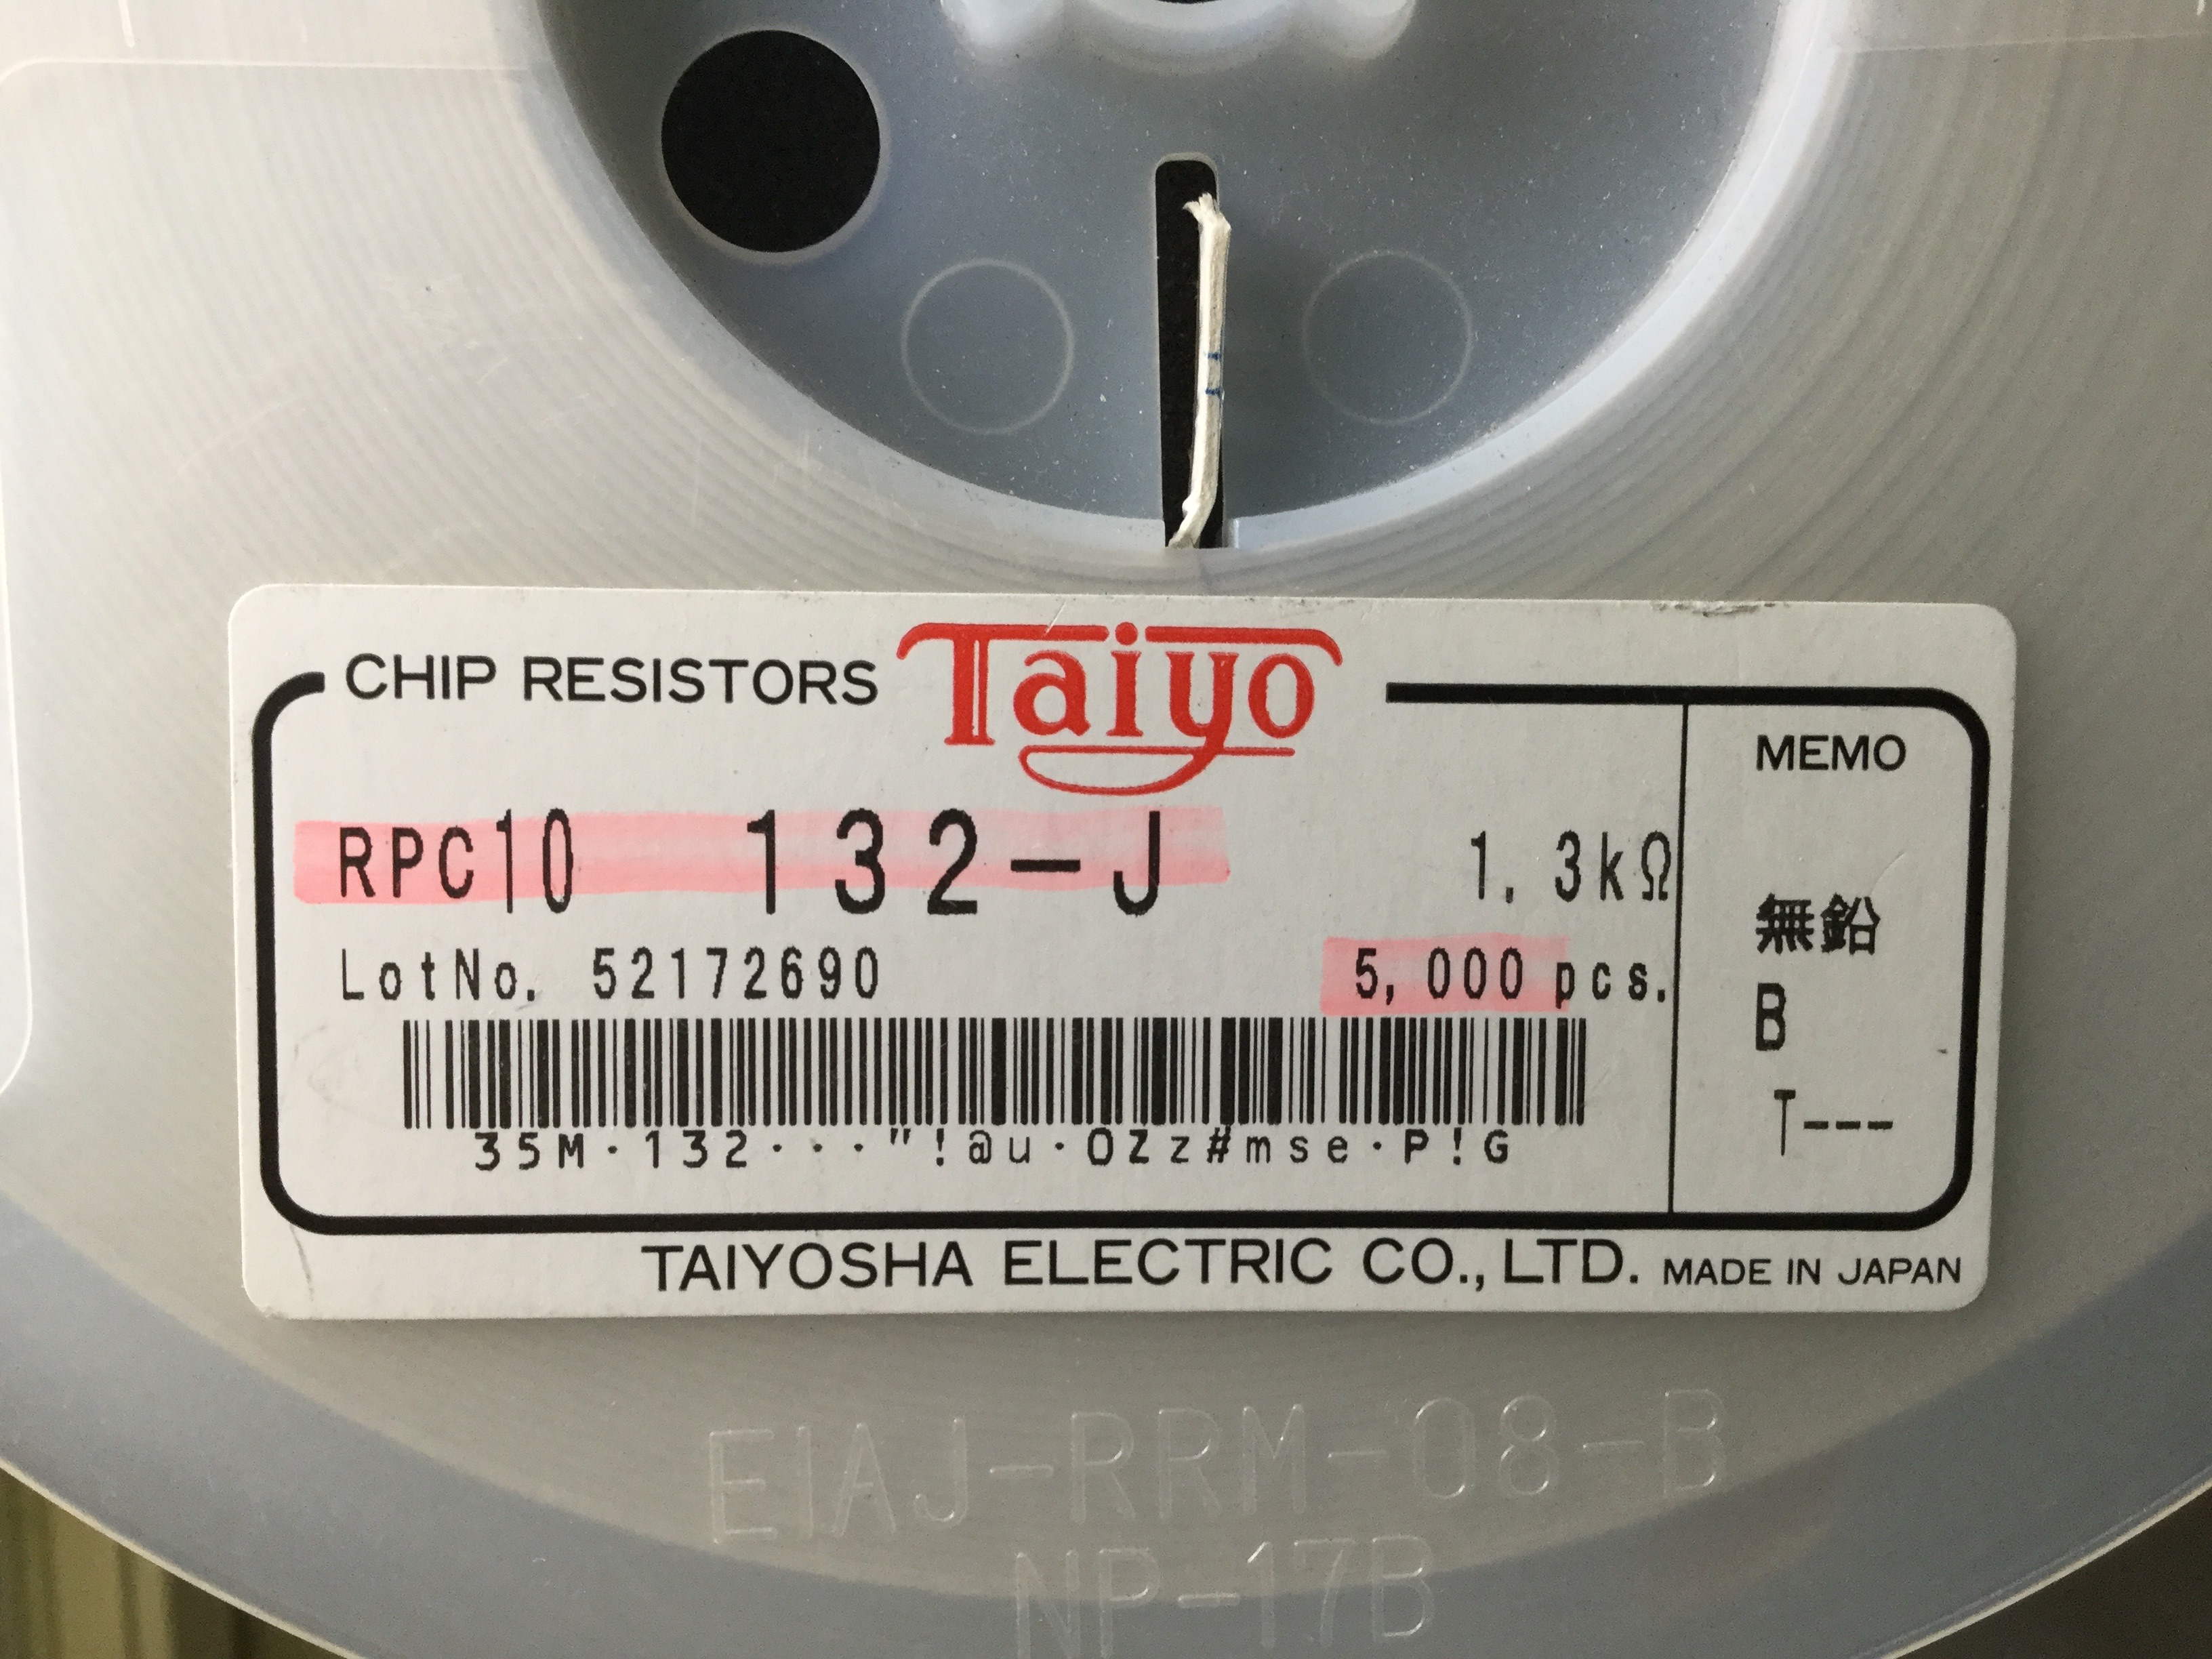 CHIP RESISTORS Taiyo
MEMO
RPC10 132-J 1.3kΩ
LotNo. 52172690 5,000 pcs.
無鉛
B
T---
35M·132···"!@u·OZz#mse·P!G
TAIYOSHA ELECTRIC CO., LTD. MADE IN JAPAN
EIAJ-RRM-08-B
NP-17B